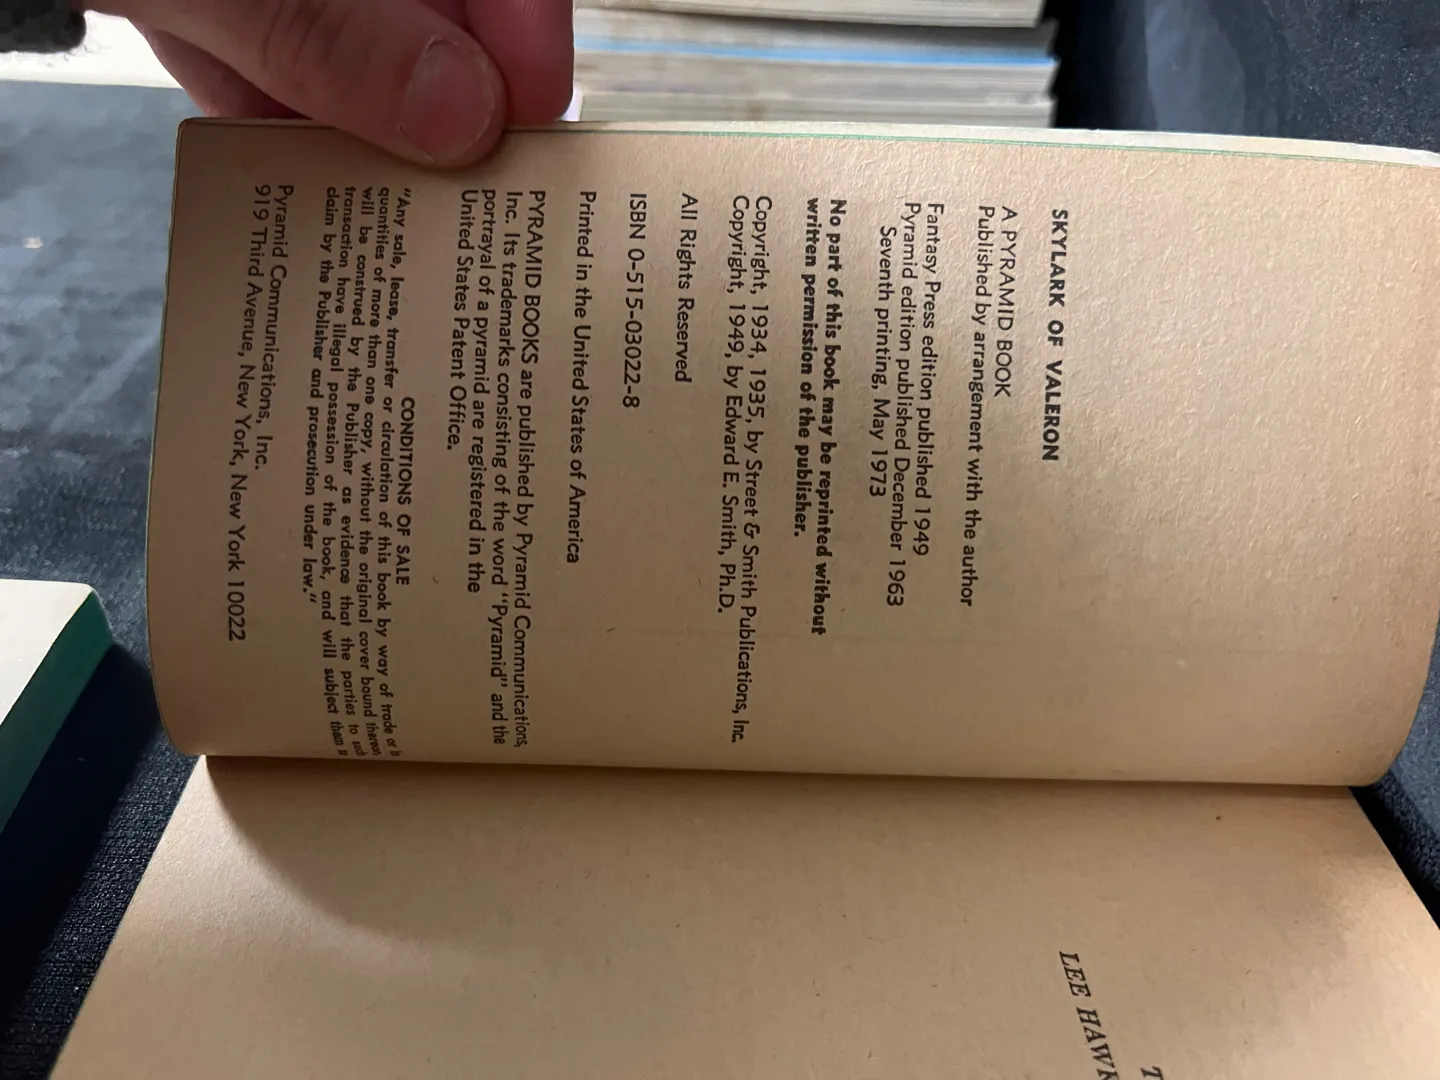 SKYLARK OF VALERON
A PYRAMID BOOK
Published by arrangement with the author
Fantasy Press edition published 1949
Pyramid edition published December 1963
Seventh printing, May 1973
No part of this book may be reprinted without
written permission of the publisher.
Copyright, 1934, 1935, by Street & Smith Publications, Inc.
Copyright, 1949, by Edward E. Smith, Ph.D.
All Rights Reserved
ISBN 0-515-03022-8
Printed in the United States of America
PYRAMID BOOKS are published by Pyramid Communications,
Inc. Its trademarks consisting of the word "Pyramid" and the
portrayal of a pyramid are registered in the
United States Patent Office.
CONDITIONS OF SALE
"Any sale, lease, transfer or circulation of this book by way of trade or in
quantities of more than one copy, without the original cover bound thereon,
will be construed by the Publisher as evidence that the parties to such
transaction have illegal possession of the book, and will subject them to
claim by the Publisher and prosecution under law."
Pyramid Communications, Inc.
919 Third Avenue, New York, New York 10022
T
LEE HAWK